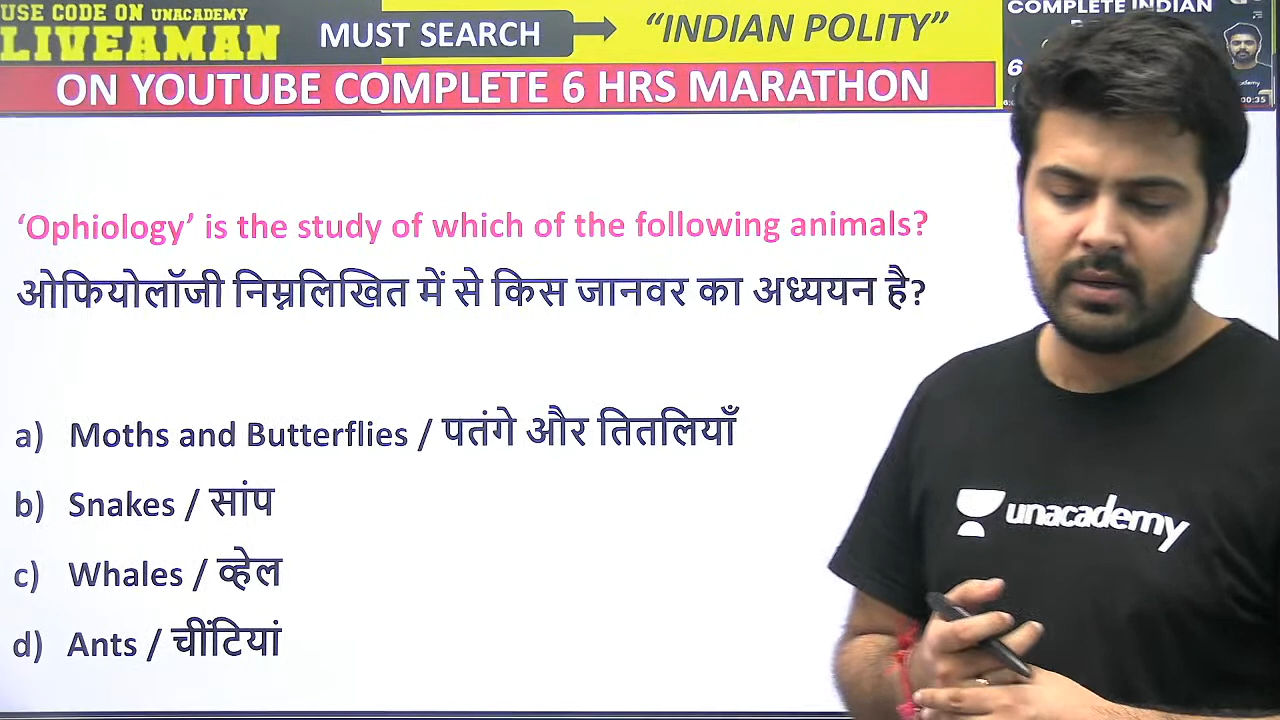 USE CODE ON UNACADEMY
LIVEAMAN
MUST SEARCH
“INDIAN POLITY”
COMPLETE INDIAN
ON YOUTUBE COMPLETE 6 HRS MARATHON
‘Ophiology’ is the study of which of the following animals?
ओफियोलॉजी निम्नलिखित में से किस जानवर का अध्ययन है?
a) Moths and Butterflies / पतंगे और तितलियाँ
b) Snakes / सांप
c) Whales / व्हेल
d) Ants / चींटियां
unacademy